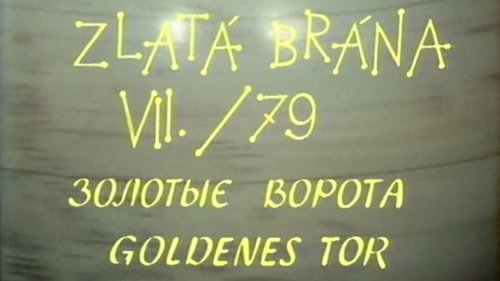 ZLATÁ BRÁNA
VII./79
ЗОЛОТЫЕ ВОРОТА
GOLDENES TOR